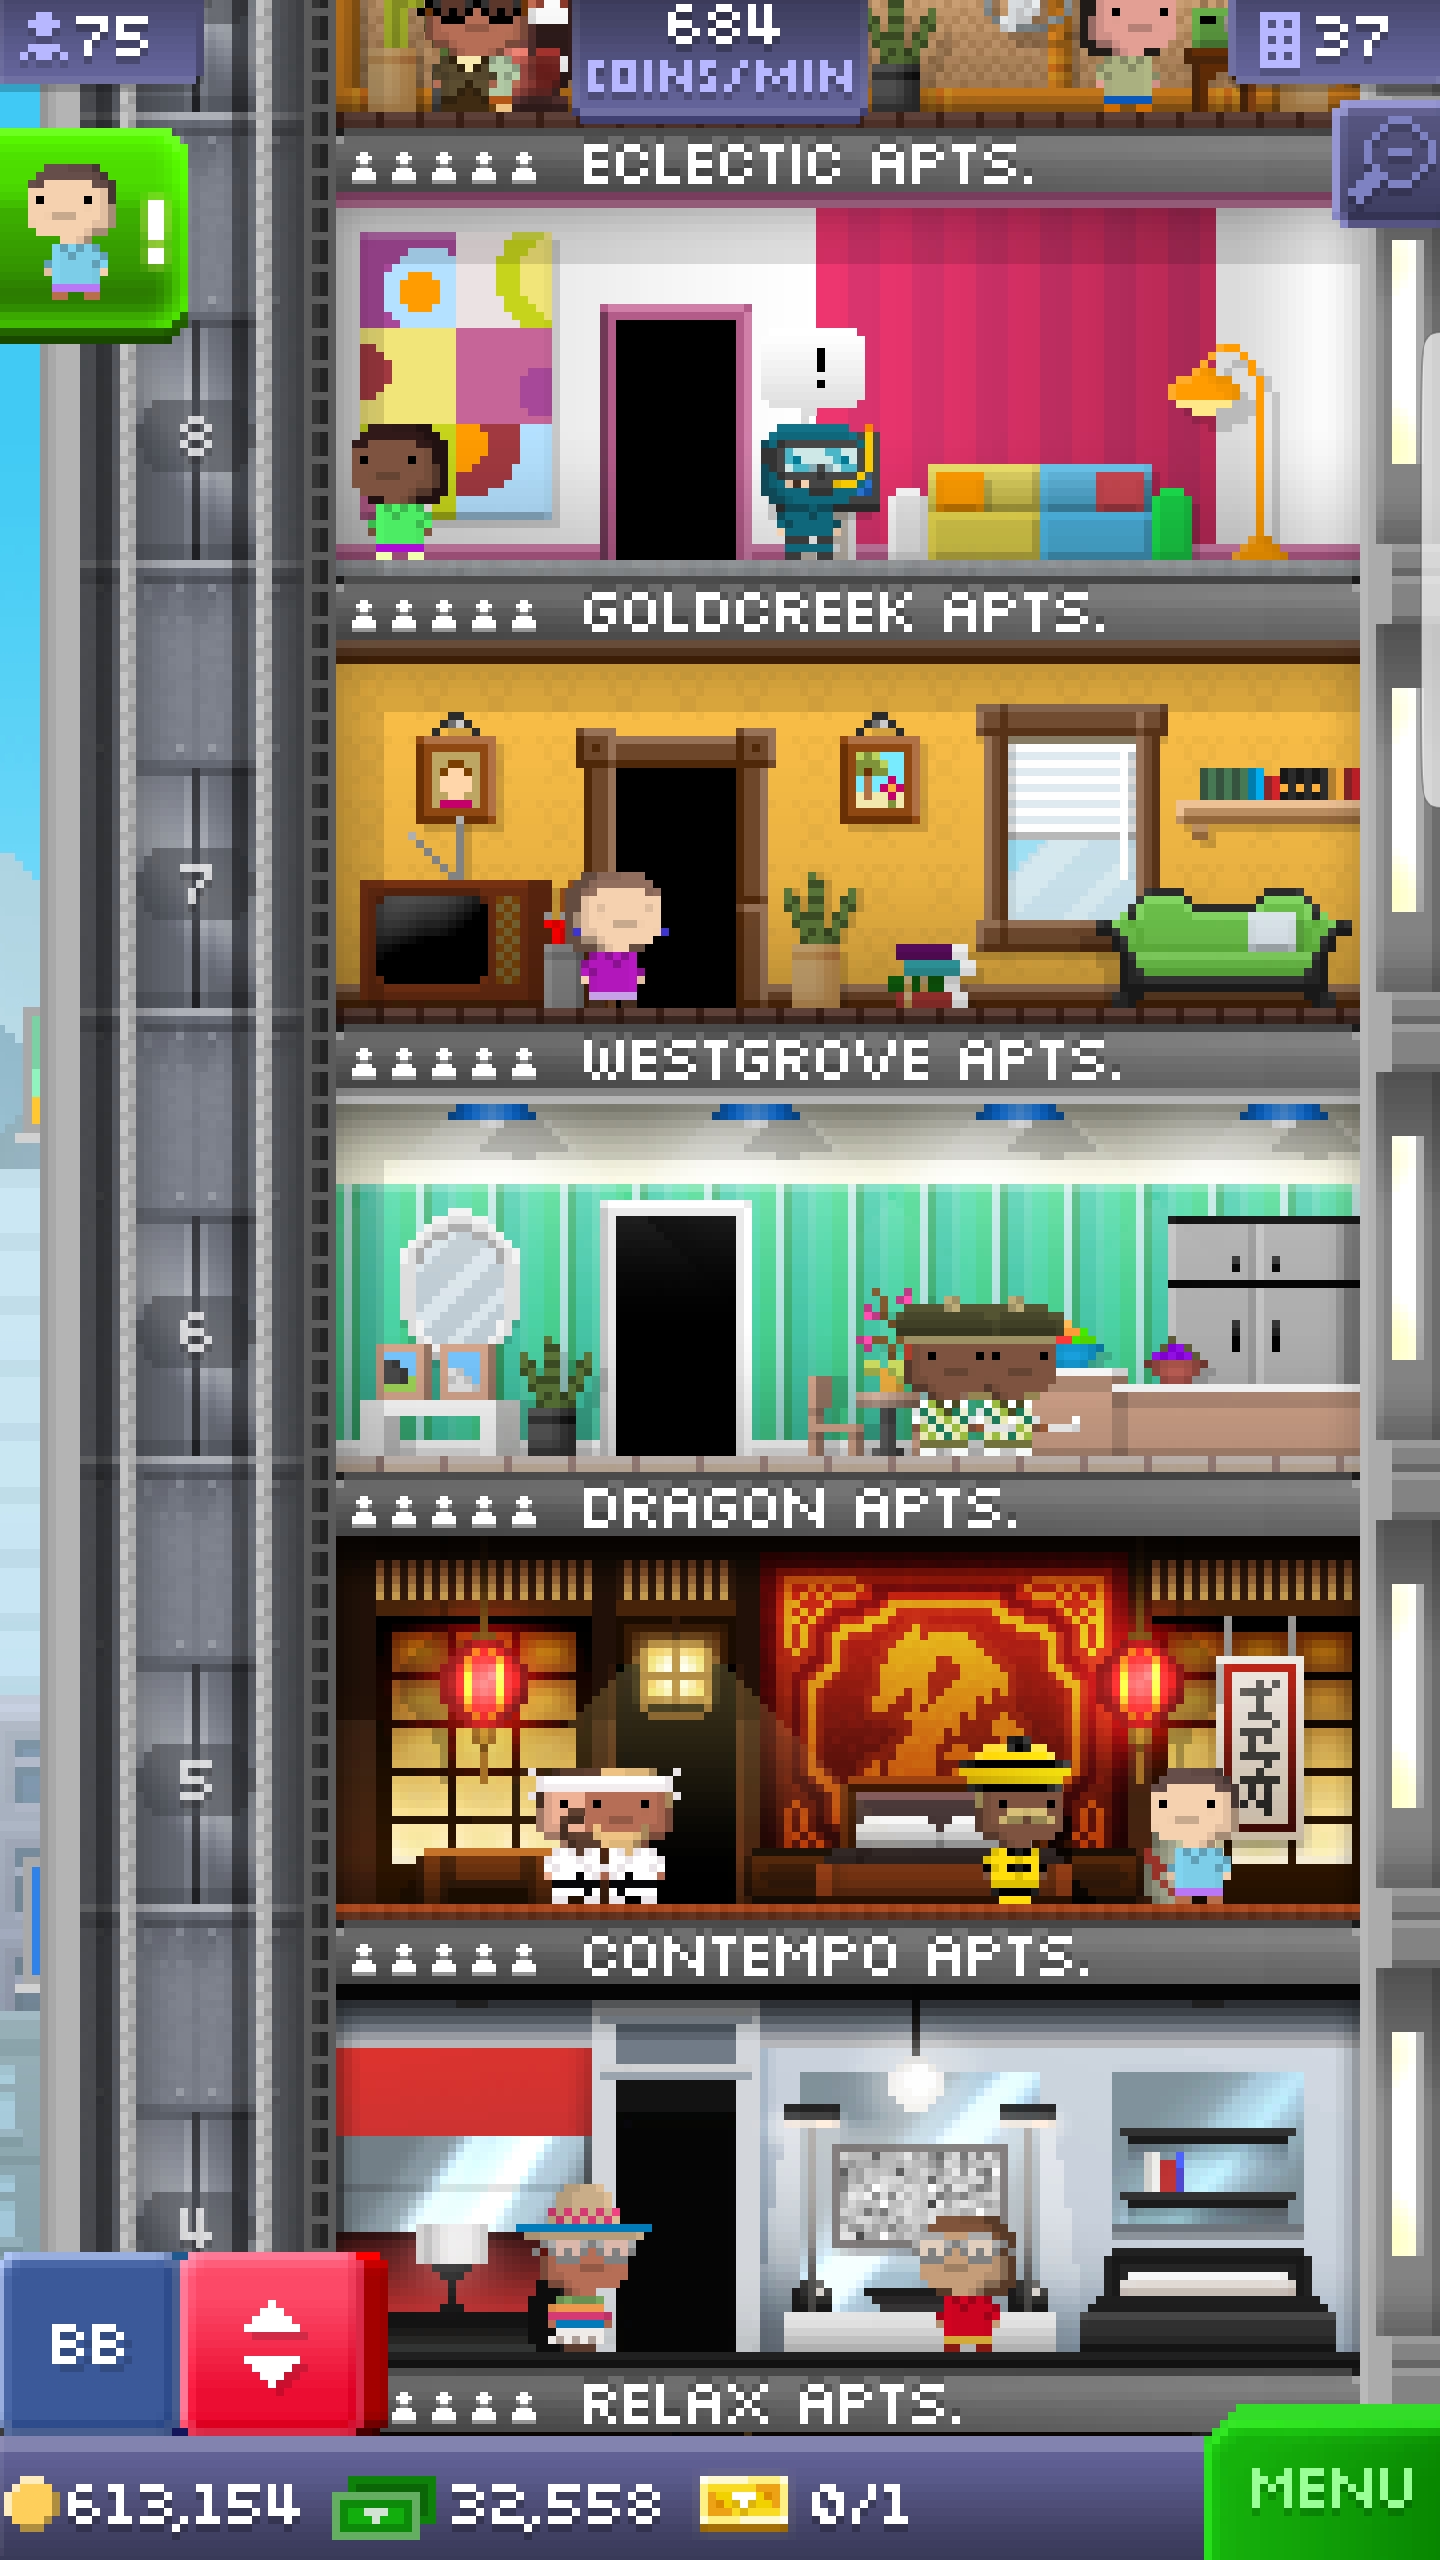 75
684
COINS/MIN
37
ECLECTIC APTS.
!
!
8
GOLDCREEK APTS.
7
WESTGROVE APTS.
6
DRAGON APTS.
5
CONTEMPO APTS.
4
BB
RELAX APTS.
613,154
32,558
0/1
MENU